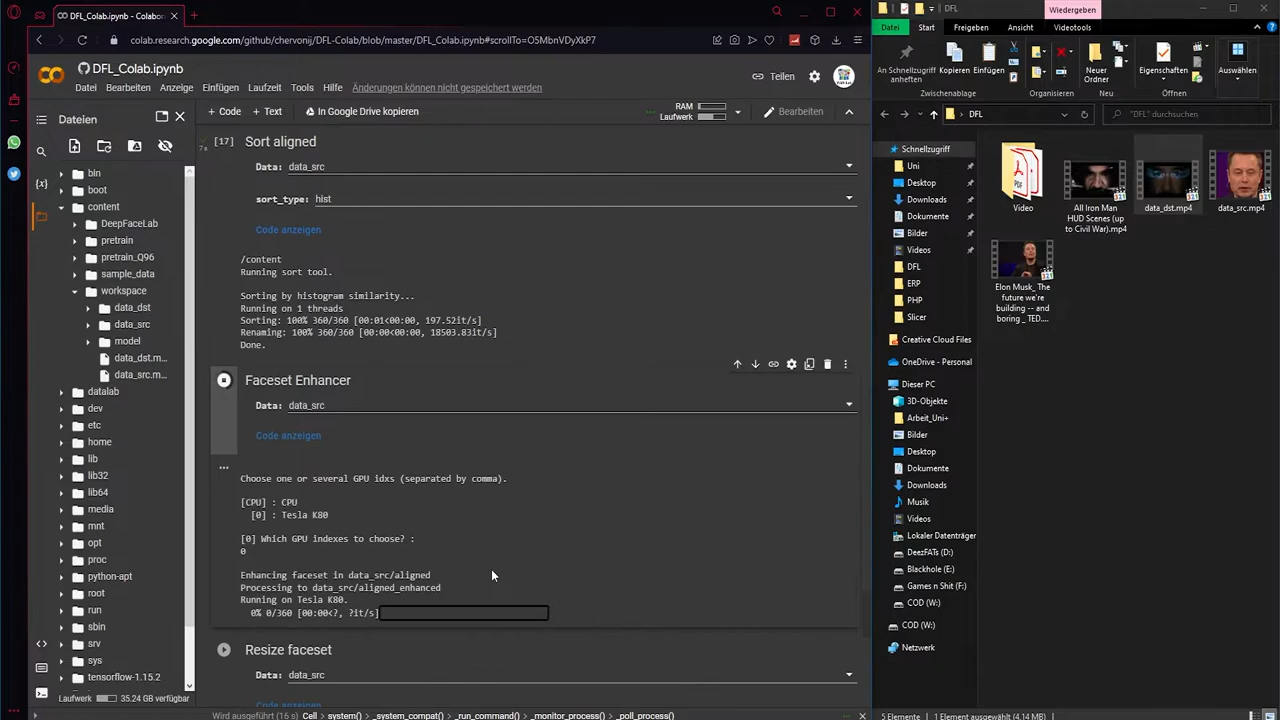 DFL_Colab.ipynb - Colabora
colab.research.google.com/github/chervonij/DFL-Colab/blob/master/DFL_Colab.ipynb#scrollTo=O5MbnVDyXkP7
DFL_Colab.ipynb
Teilen
Datei Bearbeiten Anzeige Einfügen Laufzeit Tools Hilfe Änderungen können nicht gespeichert werden
Dateien
+ Code + Text In Google Drive kopieren
RAM
Laufwerk
Bearbeiten
bin
boot
content
DeepFaceLab
pretrain
pretrain_Q96
sample_data
workspace
data_dst
data_src
model
data_dst.m...
data_src.m...
datalab
dev
etc
home
lib
lib32
lib64
media
mnt
opt
proc
python-apt
root
run
sbin
srv
sys
tensorflow-1.15.2
Laufwerk 35.24 GB verfügbar
[17] Sort aligned
7s
Data: data_src
sort_type: hist
Code anzeigen
/content
Running sort tool.
Sorting by histogram similarity...
Running on 1 threads
Sorting: 100% 360/360 [00:01<00:00, 197.52it/s]
Renaming: 100% 360/360 [00:00<00:00, 18503.83it/s]
Done.
Faceset Enhancer
Data: data_src
Code anzeigen
Choose one or several GPU idxs (separated by comma).
[CPU] : CPU
[0] : Tesla K80
[0] Which GPU indexes to choose? :
0
Enhancing faceset in data_src/aligned
Processing to data_src/aligned_enhanced
Running on Tesla K80.
0% 0/360 [00:00<?, ?it/s]
Resize faceset
Data: data_src
Code anzeigen
Wird ausgeführt (16 s) Cell > system() > _system_compat() > _run_command() > _monitor_process() > _poll_process()
DFL
Wiedergeben
Datei Start Freigeben Ansicht Videotools
An Schnellzugriff
anheften
Kopieren
Einfügen
Neuer
Ordner
Eigenschaften
Auswählen
Zwischenablage
Organisieren
Neu
Öffnen
DFL
"DFL" durchsuchen
Schnellzugriff
Uni
Desktop
Downloads
Dokumente
Bilder
Videos
DFL
ERP
PHP
Slicer
Creative Cloud Files
OneDrive - Personal
Dieser PC
3D-Objekte
Arbeit_Uni+
Bilder
Desktop
Dokumente
Downloads
Musik
Videos
Lokaler Datenträger
DeezFATs (D:)
Blackhole (E:)
Games n Shit (F:)
COD (W:)
COD (W:)
Netzwerk
Video
All Iron Man
HUD Scenes (up
to Civil War).mp4
data_dst.mp4
data_src.mp4
Elon Musk_ The
future we're
building -- and
boring _ TED....
5 Elemente
1 Element ausgewählt (4,14 MB)